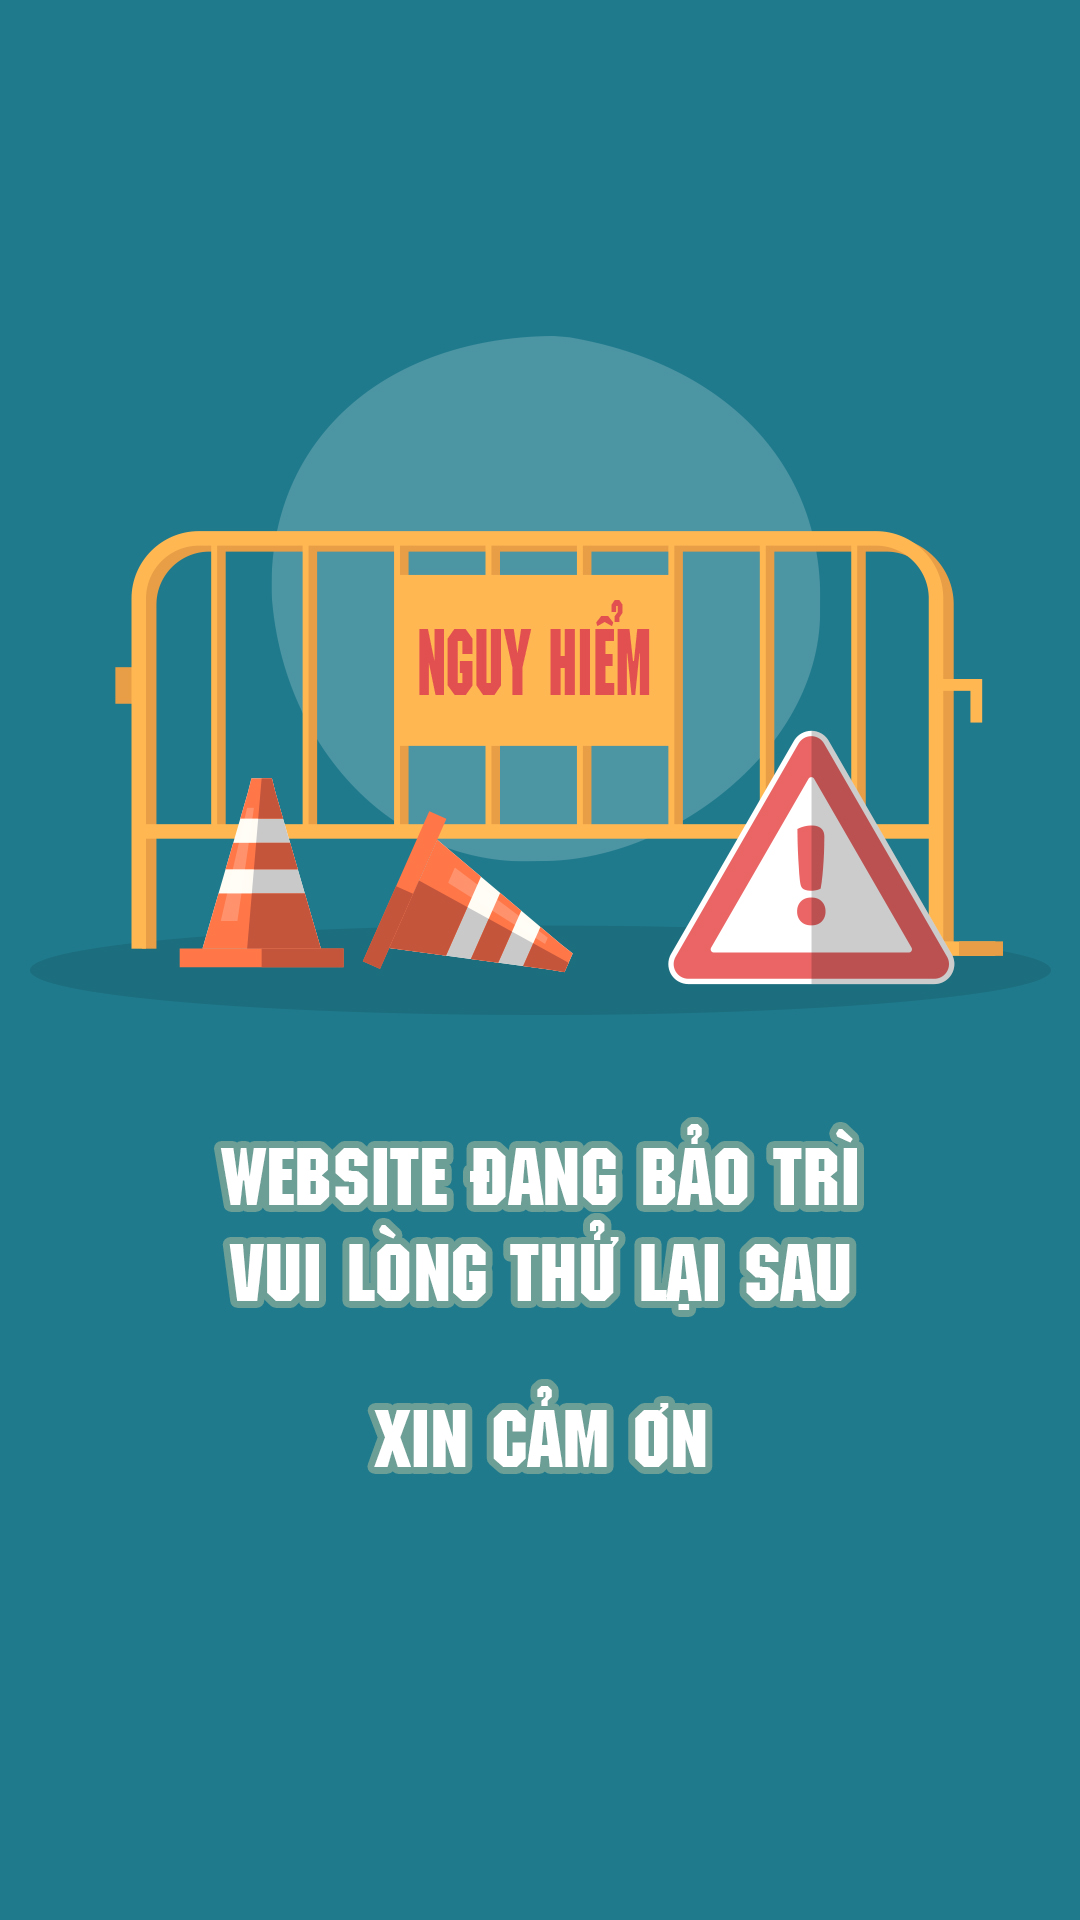 NGUY HIỂM
WEBSITE ĐANG BẢO TRÌ
VUI LÒNG THỬ LẠI SAU
XIN CẢM ƠN